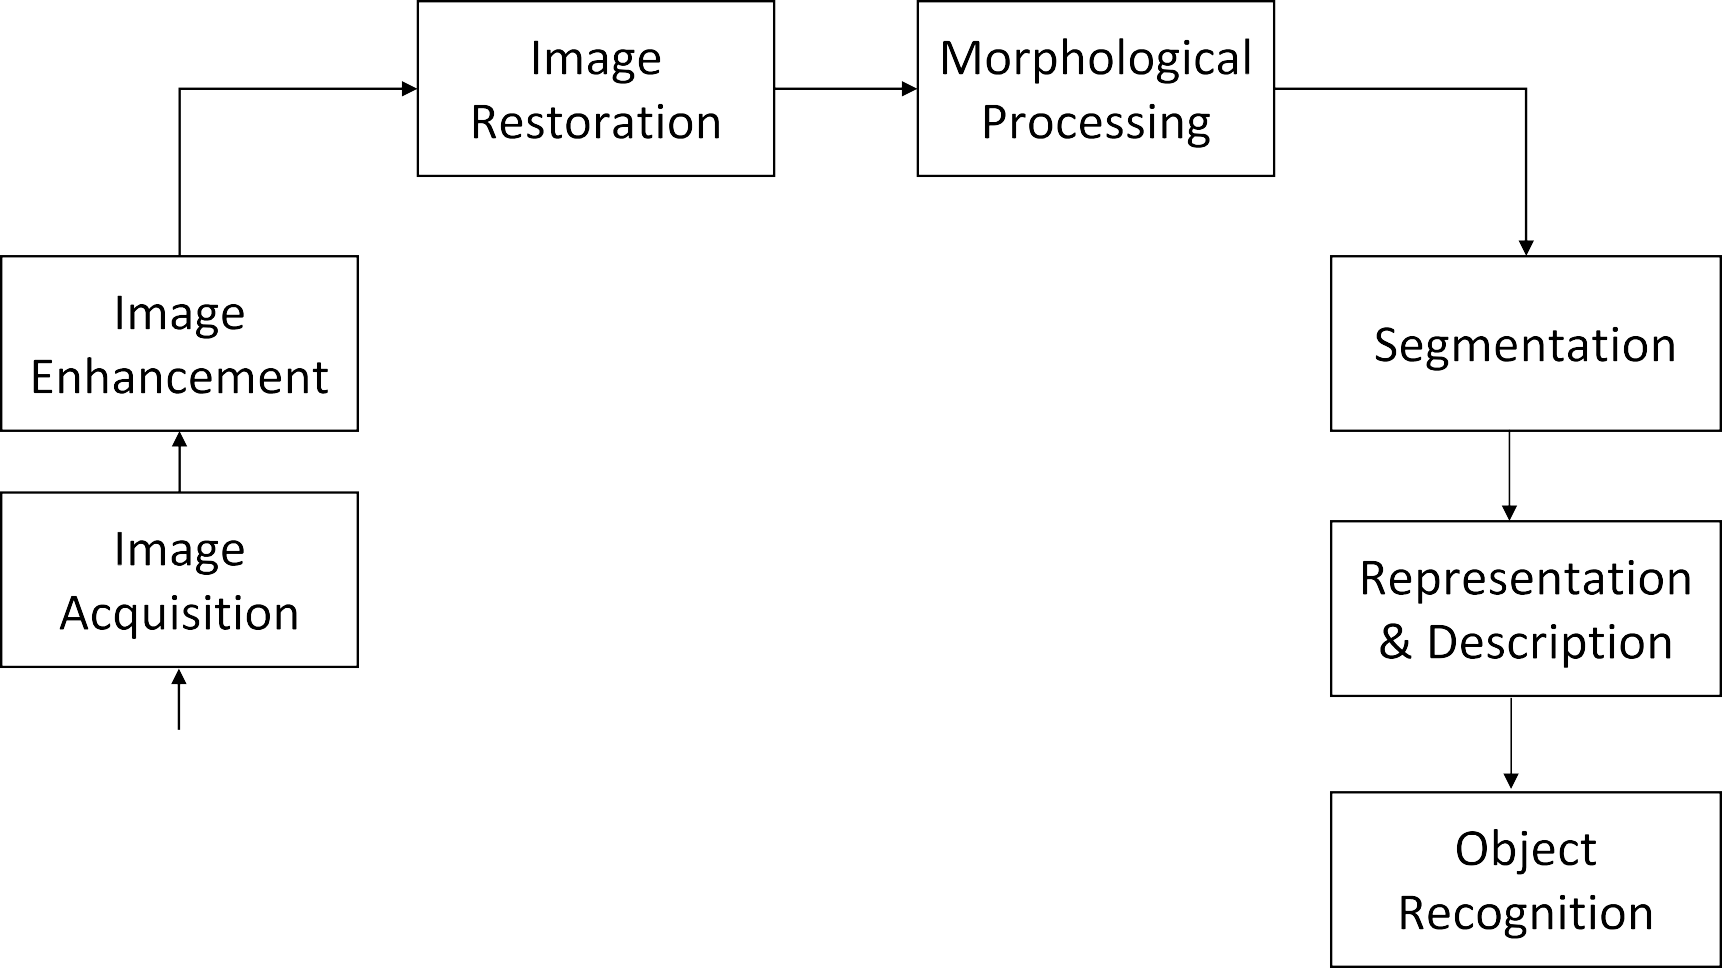 Image
Restoration
Morphological
Processing
Image
Enhancement
Segmentation
Image
Acquisition
Representation
& Description
Object
Recognition